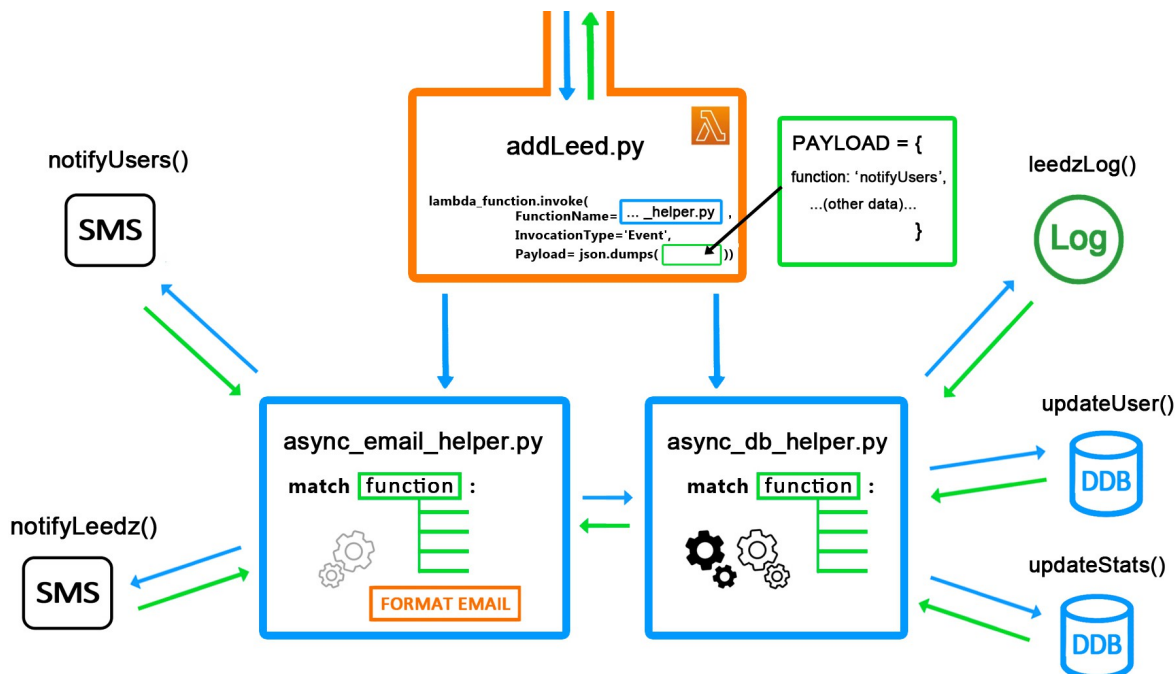 addLeed.py
lambda_function.invoke(
FunctionName= ... _helper.py ,
InvocationType='Event',
Payload= json.dumps( ))
PAYLOAD = {
function: ‘notifyUsers’,
...(other data)...
}
notifyUsers()
SMS
leedzLog()
Log
async_email_helper.py
match function :
FORMAT EMAIL
async_db_helper.py
match function :
updateUser()
DDB
notifyLeedz()
SMS
updateStats()
DDB